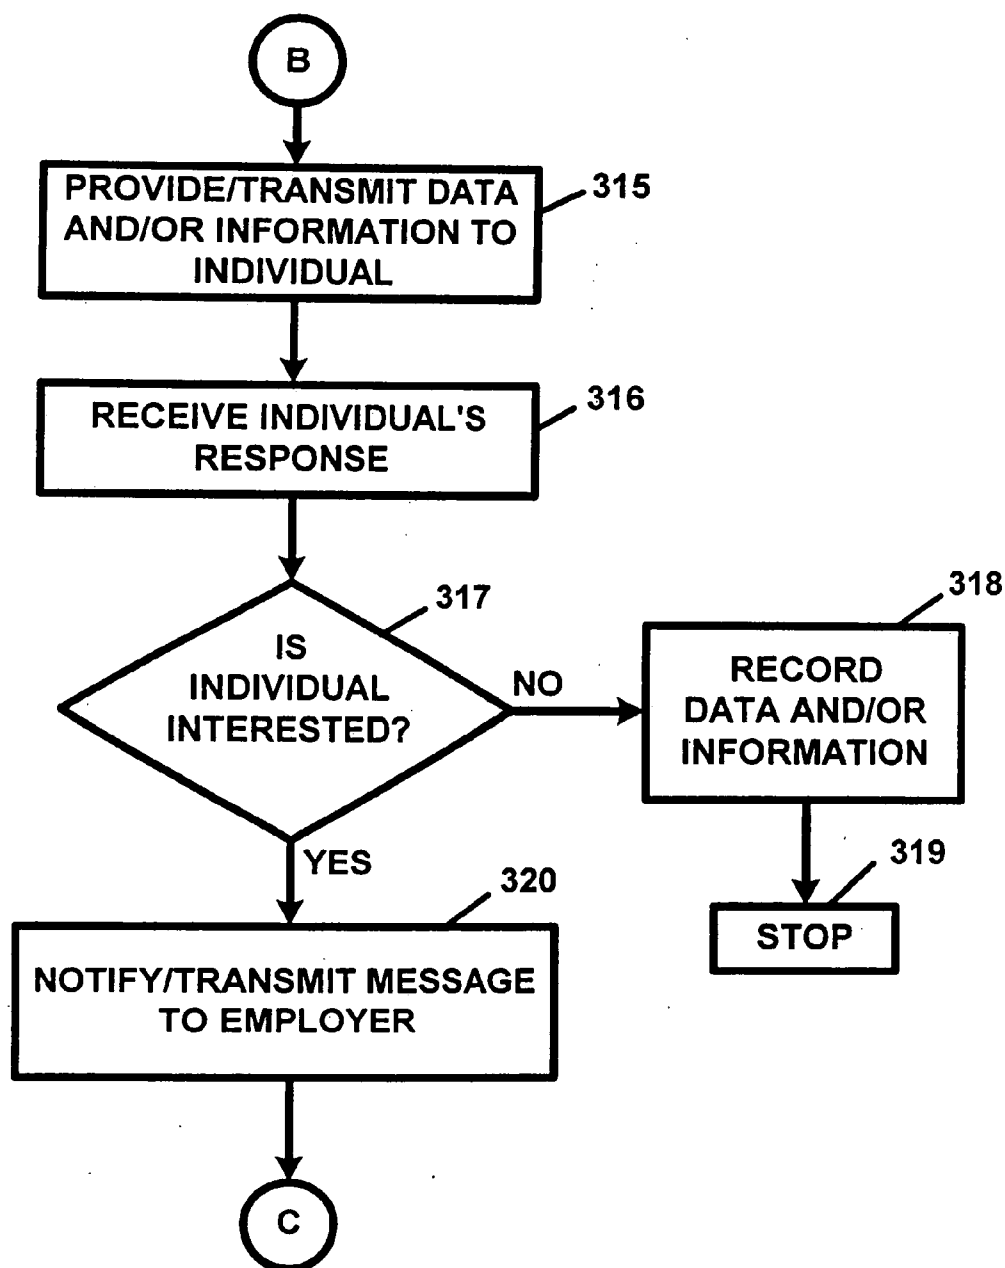 B
PROVIDE/TRANSMIT DATA
AND/OR INFORMATION TO
INDIVIDUAL
315
RECEIVE INDIVIDUAL'S
RESPONSE
316
IS
INDIVIDUAL
INTERESTED?
317
NO
RECORD
DATA AND/OR
INFORMATION
318
STOP
319
YES
NOTIFY/TRANSMIT MESSAGE
TO EMPLOYER
320
C